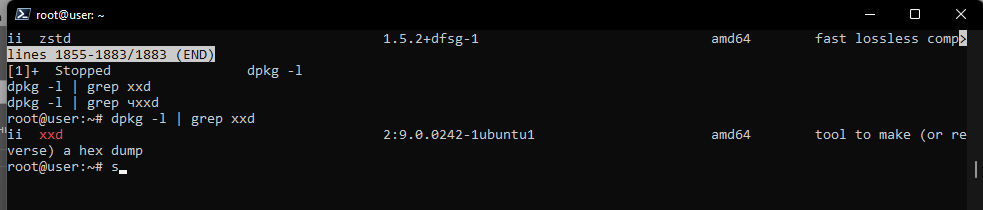 root@user: ~
ii  zstd                                   1.5.2+dfsg-1                             amd64        fast lossless comp>
lines 1855-1883/1883 (END)
[1]+  Stopped                 dpkg -l
dpkg -l | grep xxd
dpkg -l | grep чxxd
root@user:~# dpkg -l | grep xxd
ii  xxd                                    2:9.0.0242-1ubuntu1                      amd64        tool to make (or re
verse) a hex dump
root@user:~# s